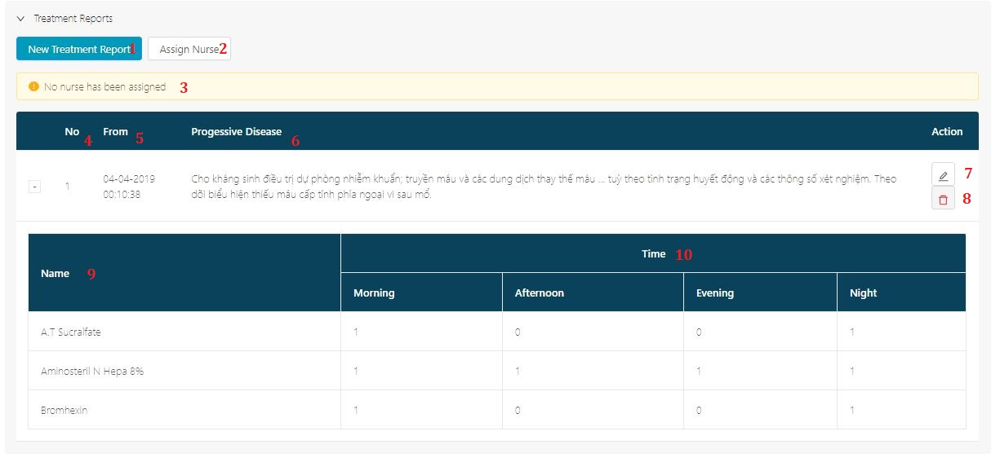 Treatment Reports
New Treatment Report 1 Assign Nurse 2
No nurse has been assigned 3
No 4 From 5 Progessive Disease 6 Action
- 1 04-04-2019 00:10:38 Cho kháng sinh điều trị dự phòng nhiễm khuẩn; truyền máu và các dung dịch thay thế máu ... tuỳ theo tình trạng huyết động và các thông số xét nghiệm. Theo 7
dõi biểu hiện thiếu máu cấp tính phía ngoại vi sau mổ. 8
Name 9 Time 10
Morning Afternoon Evening Night
A.T Sucralfate 1 0 0 1
Aminosteril N Hepa 8% 1 1 1 1
Bromhexin 1 0 0 1